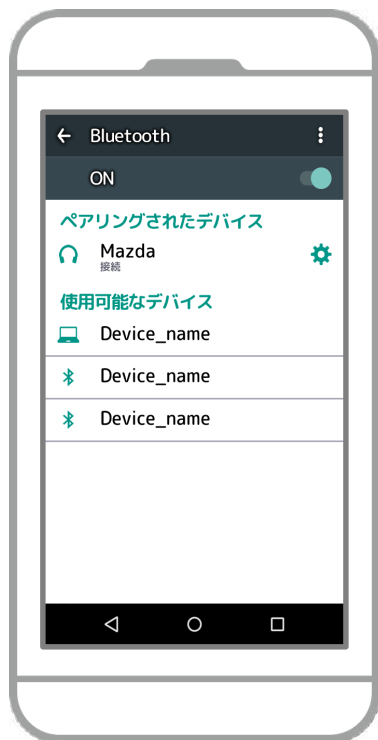 Bluetooth
ON
ペアリングされたデバイス
Mazda
接続
使用可能なデバイス
Device_name
Device_name
Device_name